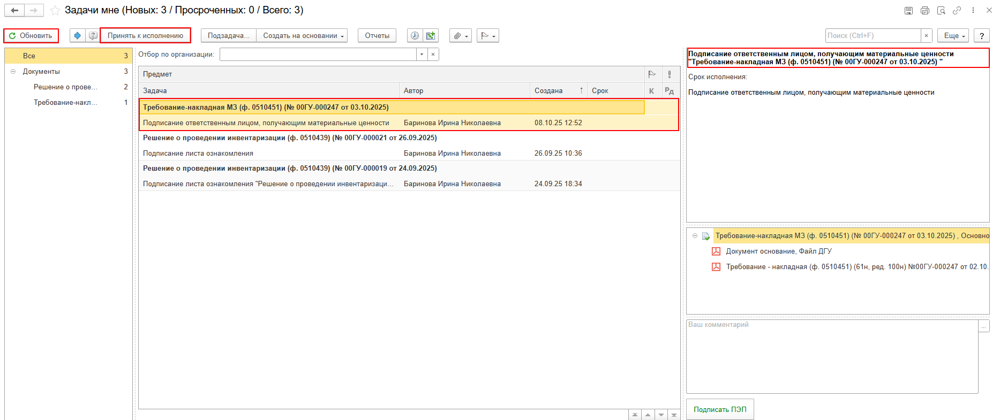 Задачи мне (Новых: 3 / Просроченных: 0 / Всего: 3)
Обновить
Принять к исполнению
Подзадача...
Создать на основании
Отчеты
Поиск (Ctrl+F)
×
Еще
?
Все 3
Документы 3
Решение о прове... 2
Требование-накл... 1
Отбор по организации:
×
Предмет
Задача Автор Создана ↑ Срок К Рд
Требование-накладная МЗ (ф. 0510451) (№ 00ГУ-000247 от 03.10.2025)
Подписание ответственным лицом, получающим материальные ценности Баринова Ирина Николаевна 08.10.25 12:52
Решение о проведении инвентаризации (ф. 0510439) (№ 00ГУ-000021 от 26.09.2025)
Подписание листа ознакомления Баринова Ирина Николаевна 26.09.25 10:36
Решение о проведении инвентаризации (ф. 0510439) (№ 00ГУ-000019 от 24.09.2025)
Подписание листа ознакомления "Решение о проведении инвентаризаци... Баринова Ирина Николаевна 24.09.25 18:34
Подписание ответственным лицом, получающим материальные ценности
"Требование-накладная МЗ (ф. 0510451) (№ 00ГУ-000247 от 03.10.2025) "
Срок исполнения:
Подписание ответственным лицом, получающим материальные ценности
Требование-накладная МЗ (ф. 0510451) (№ 00ГУ-000247 от 03.10.2025) , Основно
Документ основание, Файл ДГУ
Требование - накладная (ф. 0510451) (61н, ред. 100н) №00ГУ-000247 от 02.10.
Ваш комментарий
...
Подписать ПЭП